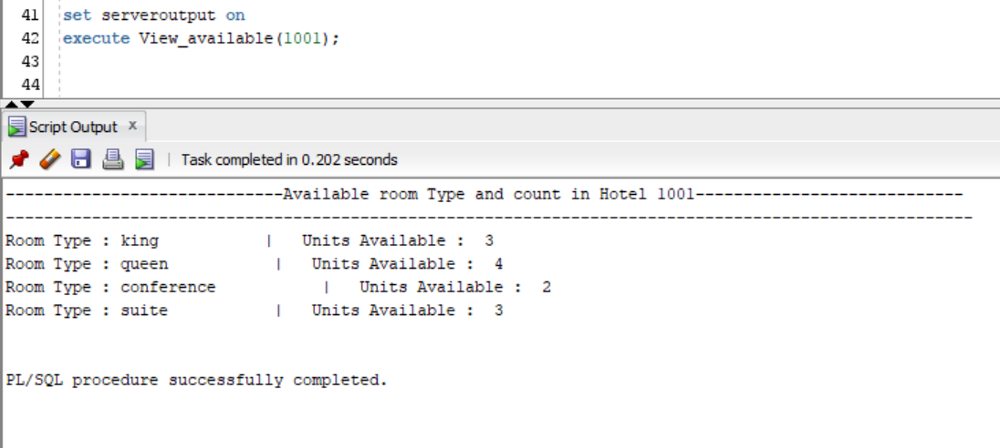 41 set serveroutput on
42 execute View_available(1001);
43
44
Script Output x
Task completed in 0.202 seconds
-----------------------------Available room Type and count in Hotel 1001----------------------------
-----------------------------------------------------------------------------------------------------
Room Type : king           |   Units Available :  3
Room Type : queen           |   Units Available :  4
Room Type : conference           |   Units Available :  2
Room Type : suite           |   Units Available :  3
PL/SQL procedure successfully completed.